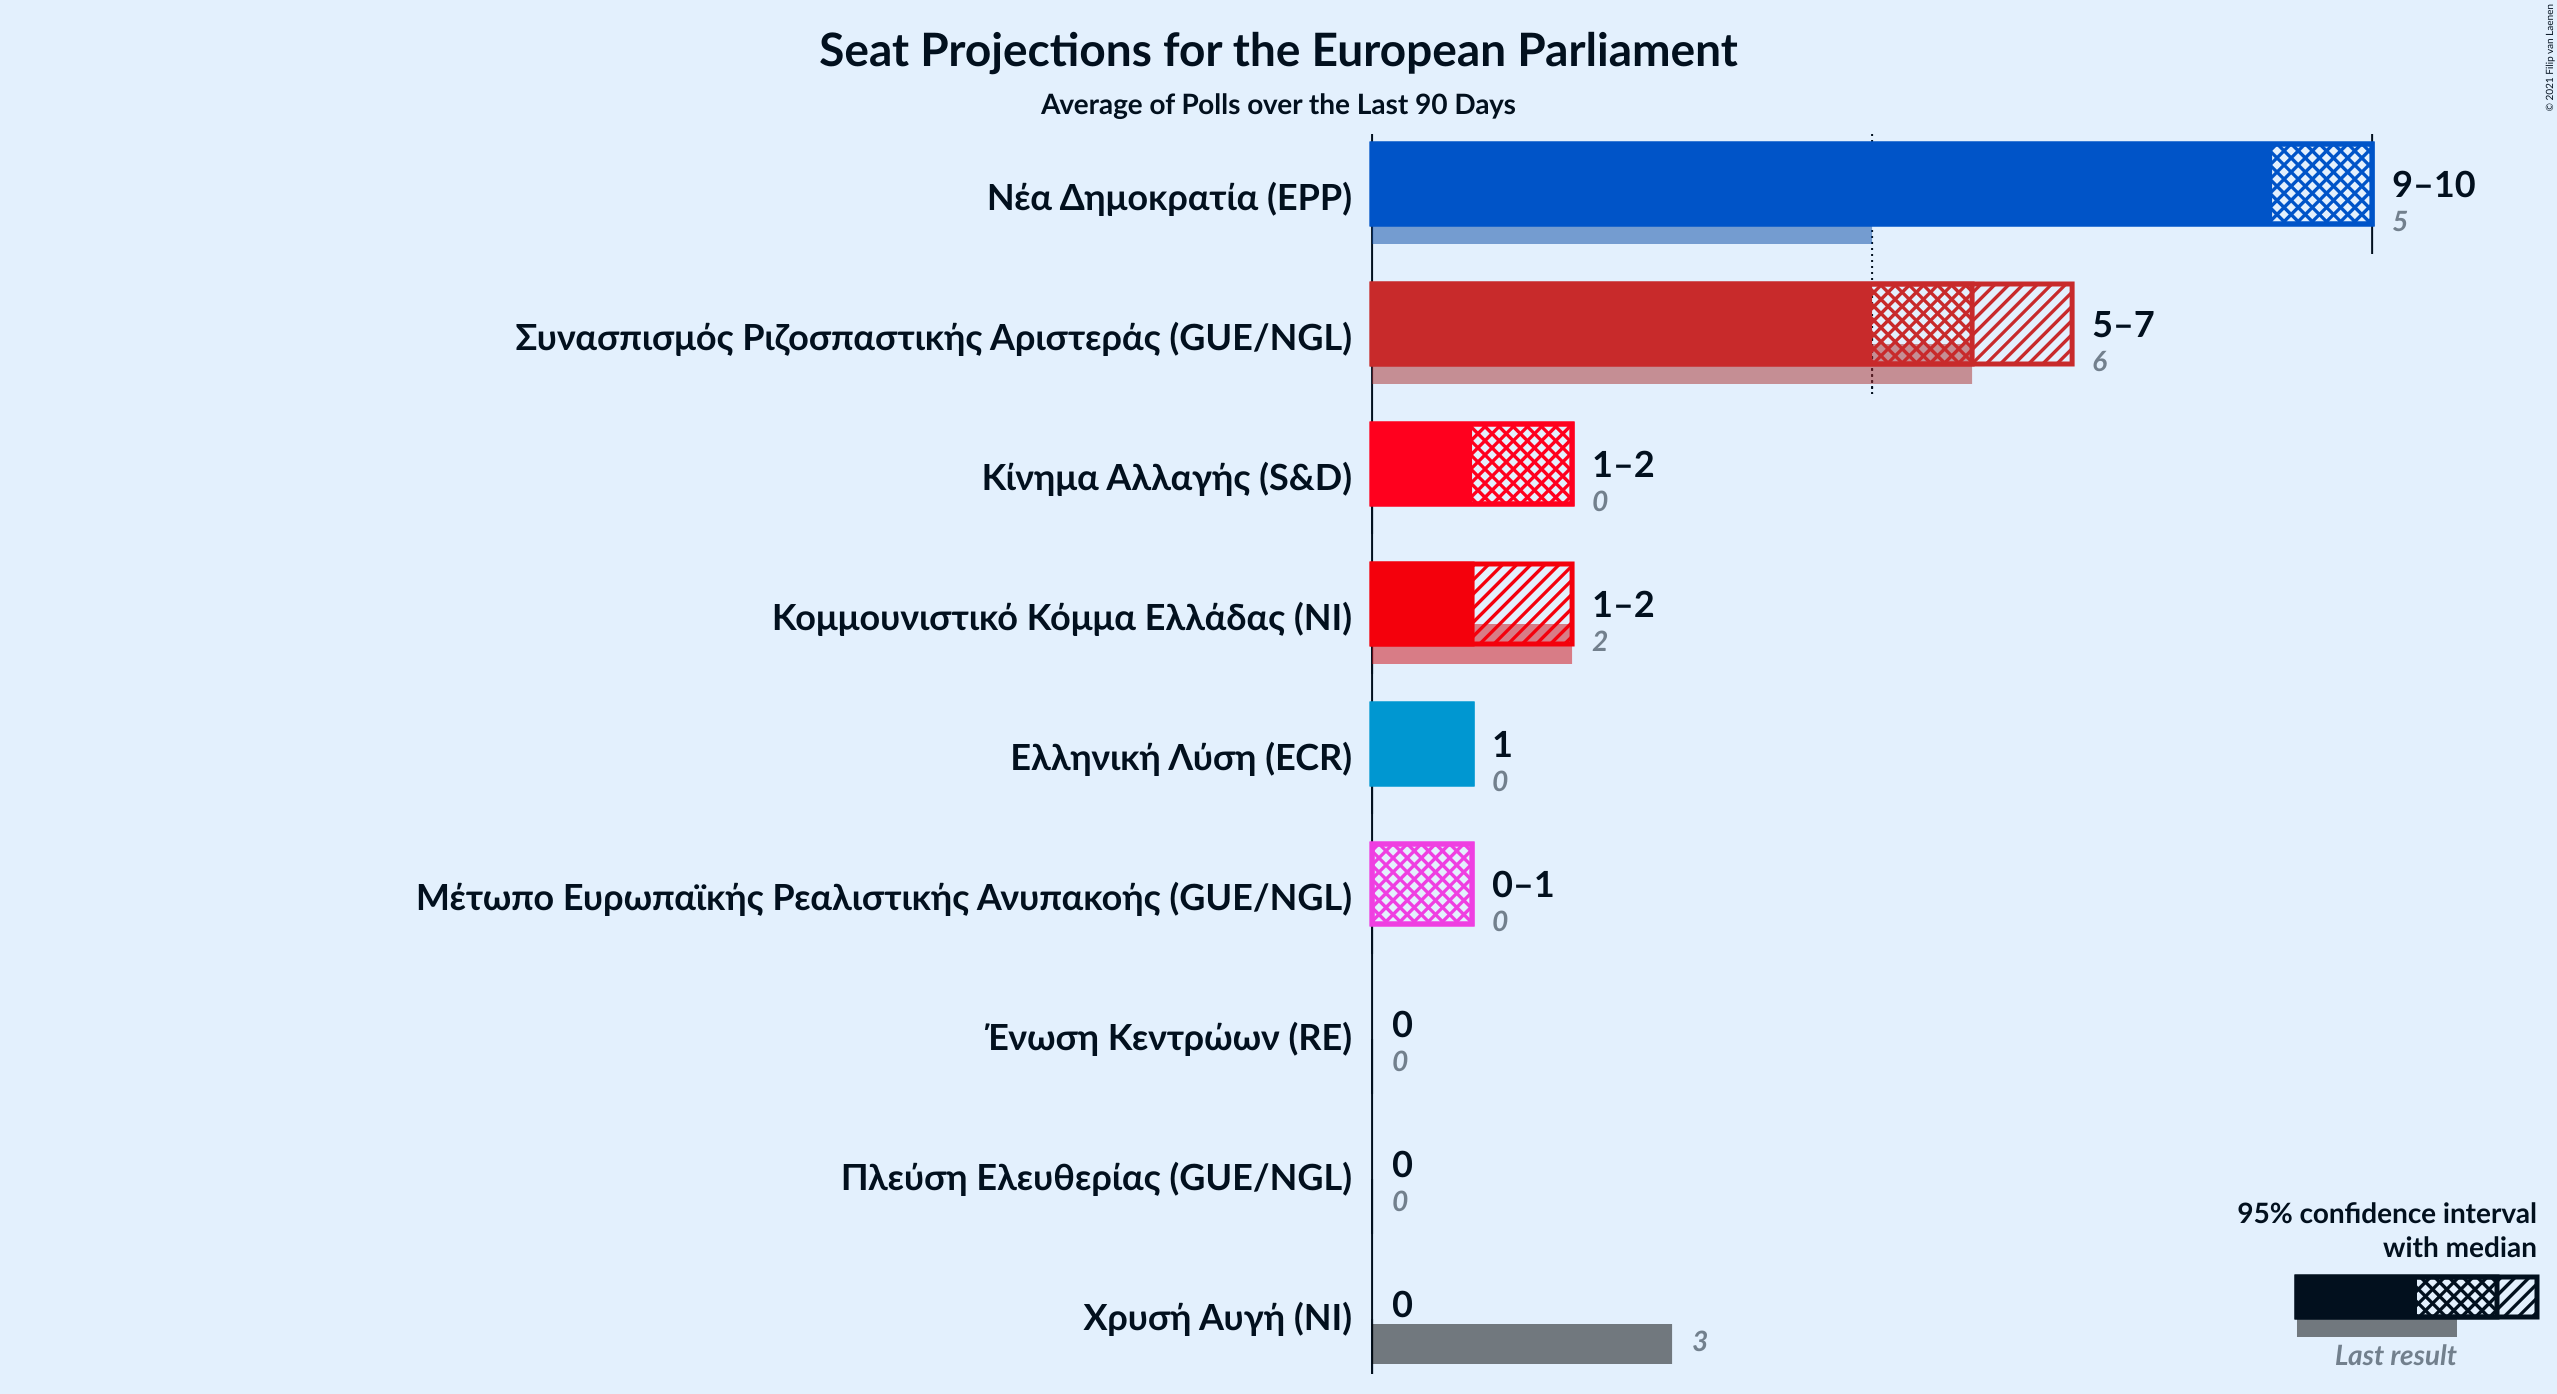 Seat Projections for the European Parliament
Average of Polls over the Last 90 Days
© 2021 Filip van Laenen
Νέα Δημοκρατία (EPP)
9–10
5
Συνασπισμός Ριζοσπαστικής Αριστεράς (GUE/NGL)
5–7
6
Κίνημα Αλλαγής (S&D)
1–2
0
Κομμουνιστικό Κόμμα Ελλάδας (NI)
1–2
2
Ελληνική Λύση (ECR)
1
0
Μέτωπο Ευρωπαϊκής Ρεαλιστικής Ανυπακοής (GUE/NGL)
0–1
0
Ένωση Κεντρώων (RE)
0
0
Πλεύση Ελευθερίας (GUE/NGL)
0
0
Χρυσή Αυγή (NI)
0
3
95% confidence interval
with median
Last result